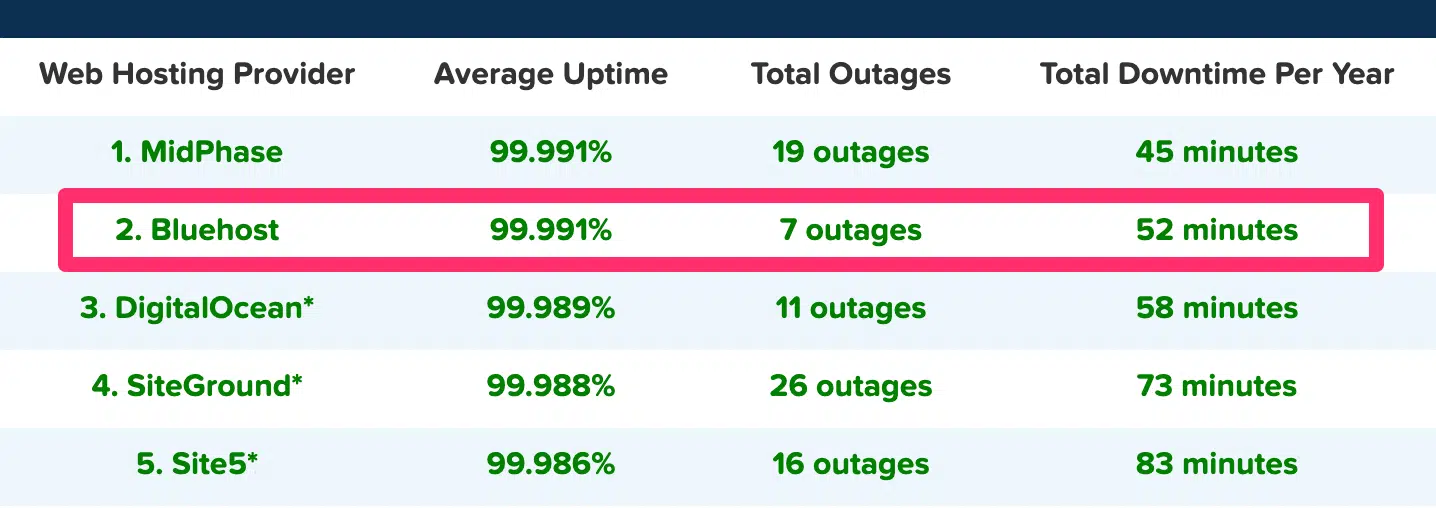 Web Hosting Provider Average Uptime Total Outages Total Downtime Per Year
1. MidPhase 99.991% 19 outages 45 minutes
2. Bluehost 99.991% 7 outages 52 minutes
3. DigitalOcean* 99.989% 11 outages 58 minutes
4. SiteGround* 99.988% 26 outages 73 minutes
5. Site5* 99.986% 16 outages 83 minutes